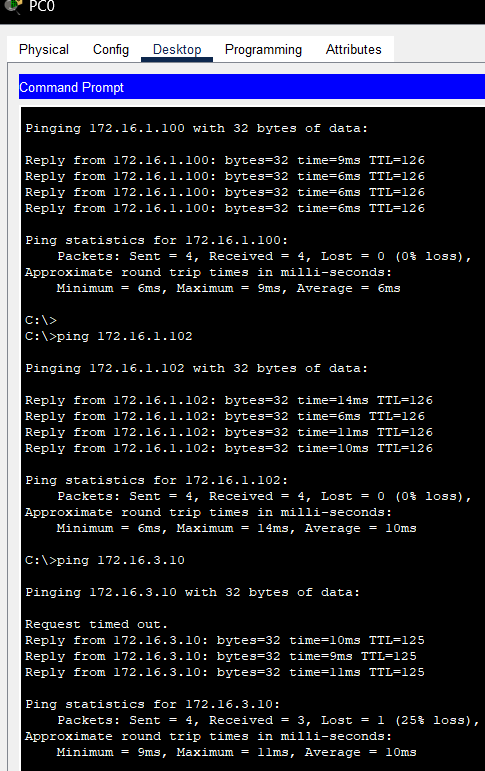 PC0
Physical Config Desktop Programming Attributes
Command Prompt
Pinging 172.16.1.100 with 32 bytes of data:
Reply from 172.16.1.100: bytes=32 time=9ms TTL=126
Reply from 172.16.1.100: bytes=32 time=6ms TTL=126
Reply from 172.16.1.100: bytes=32 time=6ms TTL=126
Reply from 172.16.1.100: bytes=32 time=6ms TTL=126
Ping statistics for 172.16.1.100:
Packets: Sent = 4, Received = 4, Lost = 0 (0% loss),
Approximate round trip times in milli-seconds:
Minimum = 6ms, Maximum = 9ms, Average = 6ms
C:\>
C:\>ping 172.16.1.102
Pinging 172.16.1.102 with 32 bytes of data:
Reply from 172.16.1.102: bytes=32 time=14ms TTL=126
Reply from 172.16.1.102: bytes=32 time=6ms TTL=126
Reply from 172.16.1.102: bytes=32 time=11ms TTL=126
Reply from 172.16.1.102: bytes=32 time=10ms TTL=126
Ping statistics for 172.16.1.102:
Packets: Sent = 4, Received = 4, Lost = 0 (0% loss),
Approximate round trip times in milli-seconds:
Minimum = 6ms, Maximum = 14ms, Average = 10ms
C:\>ping 172.16.3.10
Pinging 172.16.3.10 with 32 bytes of data:
Request timed out.
Reply from 172.16.3.10: bytes=32 time=10ms TTL=125
Reply from 172.16.3.10: bytes=32 time=9ms TTL=125
Reply from 172.16.3.10: bytes=32 time=11ms TTL=125
Ping statistics for 172.16.3.10:
Packets: Sent = 4, Received = 3, Lost = 1 (25% loss),
Approximate round trip times in milli-seconds:
Minimum = 9ms, Maximum = 11ms, Average = 10ms